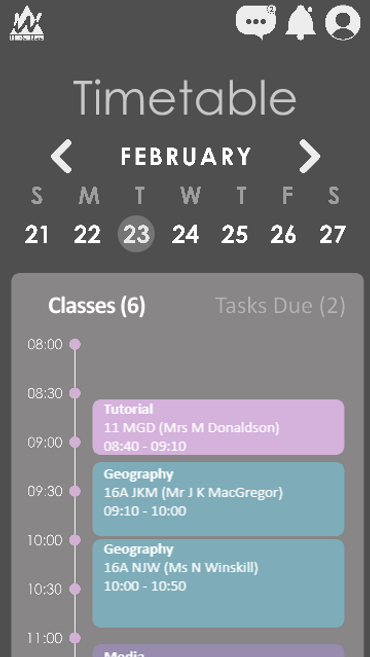 Timetable
FEBRUARY
S M T W T F S
21 22 23 24 25 26 27
Classes (6) Tasks Due (2)
08:00
08:30
Tutorial
11 MGD (Mrs M Donaldson)
08:40 - 09:10
09:00
Geography
16A JKM (Mr J K MacGregor)
09:10 - 10:00
09:30
10:00
Geography
16A NJW (Ms N Winskill)
10:00 - 10:50
10:30
11:00
Media